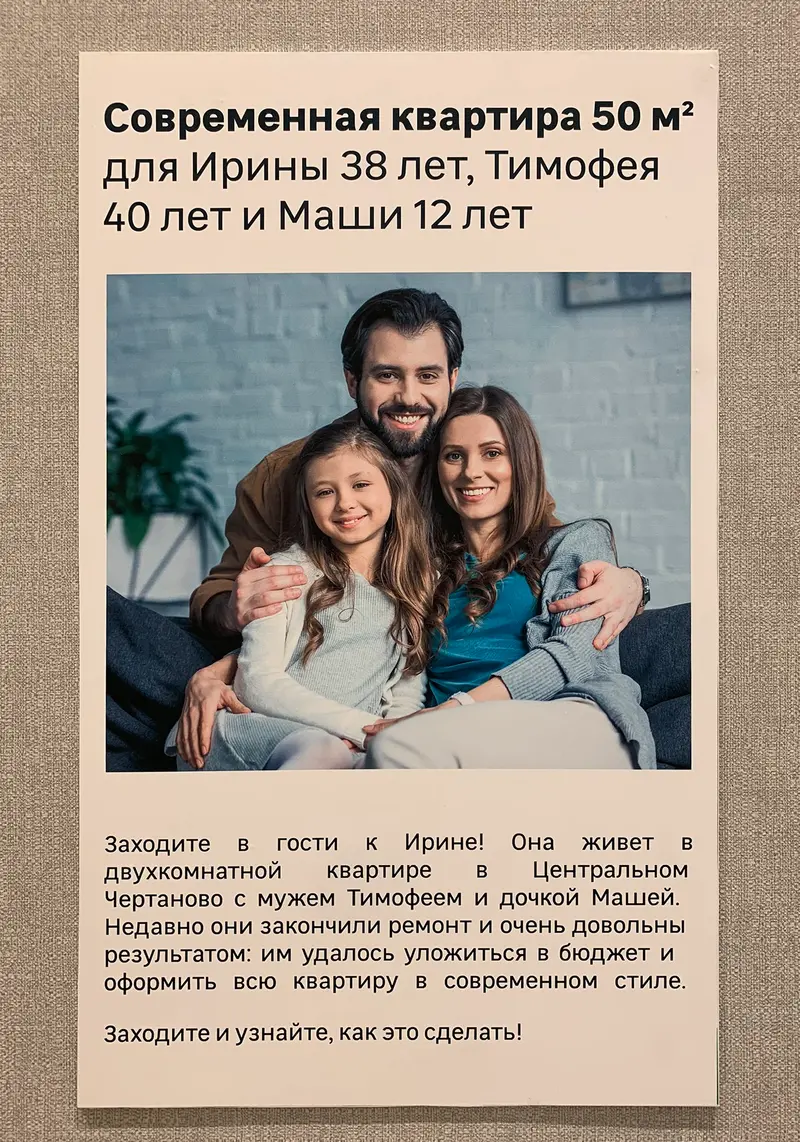 Современная квартира 50 м²
для Ирины 38 лет, Тимофея
40 лет и Маши 12 лет
Заходите в гости к Ирине! Она живет в
двухкомнатной квартире в Центральном
Чертаново с мужем Тимофеем и дочкой Машей.
Недавно они закончили ремонт и очень довольны
результатом: им удалось уложиться в бюджет и
оформить всю квартиру в современном стиле.
Заходите и узнайте, как это сделать!